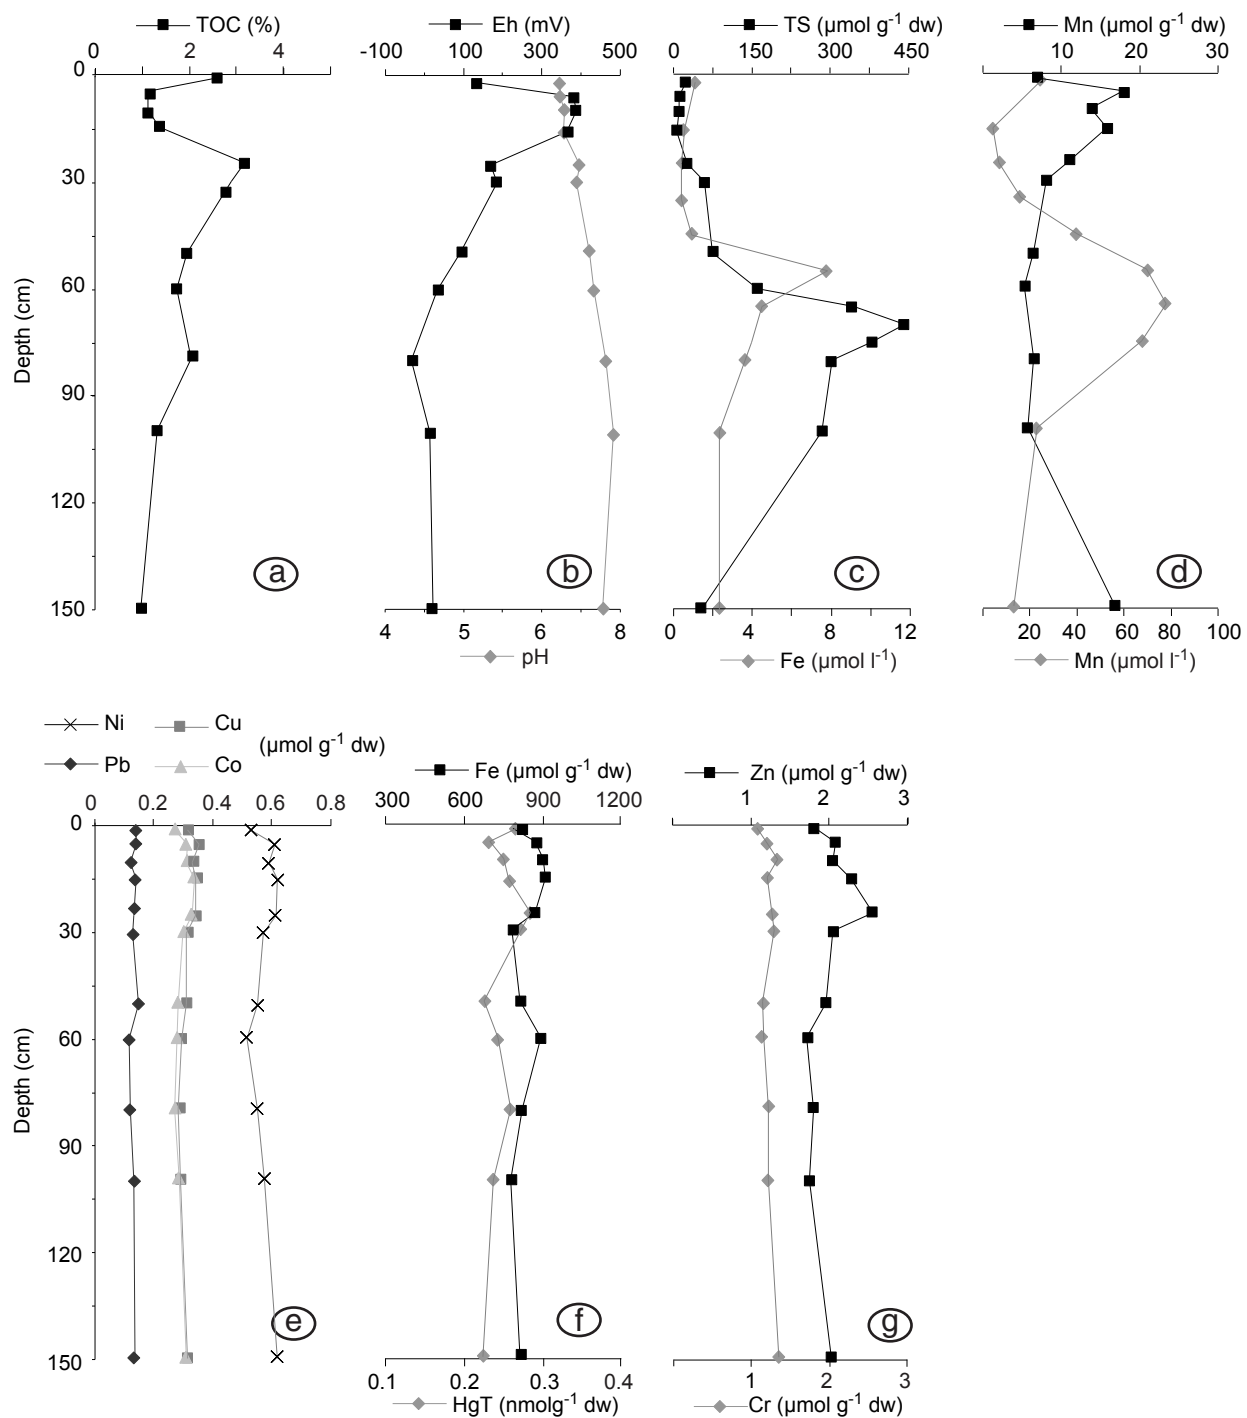 TOC (%)
Eh (mV)
TS (µmol g-1 dw)
Mn (µmol g-1 dw)
0 2 4
-100 100 300 500
0 150 300 450
10 20 30
0
30
60
90
120
150
Depth (cm)
a
b
c
d
4 5 6 8
0 4 8 12
20 40 60 80 100
pH
Fe (µmol l-1)
Mn (µmol l-1)
Ni Cu
(µmol g-1 dw)
Pb Co
Fe (µmol g-1 dw)
Zn (µmol g-1 dw)
0 0.2 0.4 0.6 0.8
300 600 900 1200
1 2 3
0
30
60
90
120
150
Depth (cm)
e
f
g
0.1 0.2 0.3 0.4
1 2 3
HgT (nmolg-1 dw)
Cr (µmol g-1 dw)